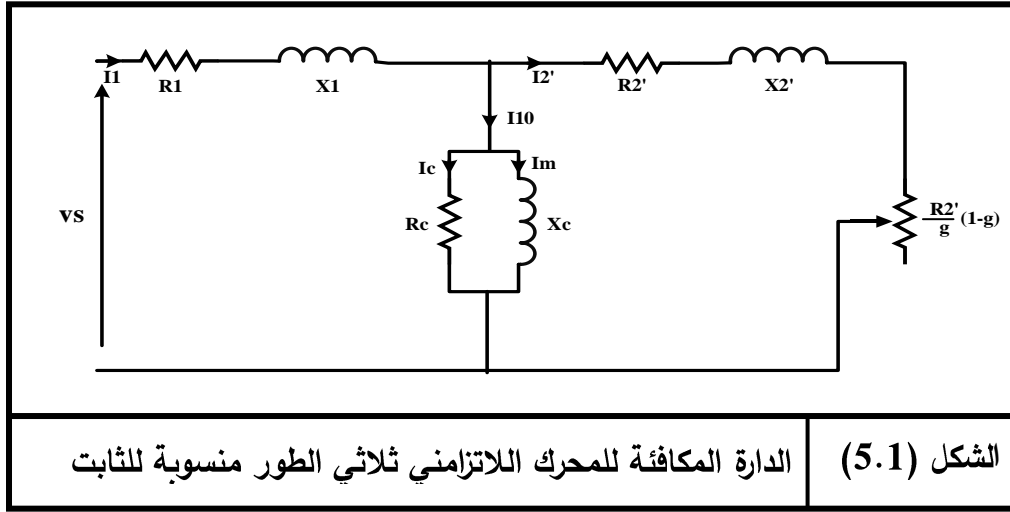 I1
R1
X1
I2'
R2'
X2'
I10
Ic
Im
vs
Rc
Xc
R2'
g
(1-g)
الشكل (5.1)
الدارة المكافئة للمحرك اللاتزامني ثلاثي الطور منسوبة للثابت